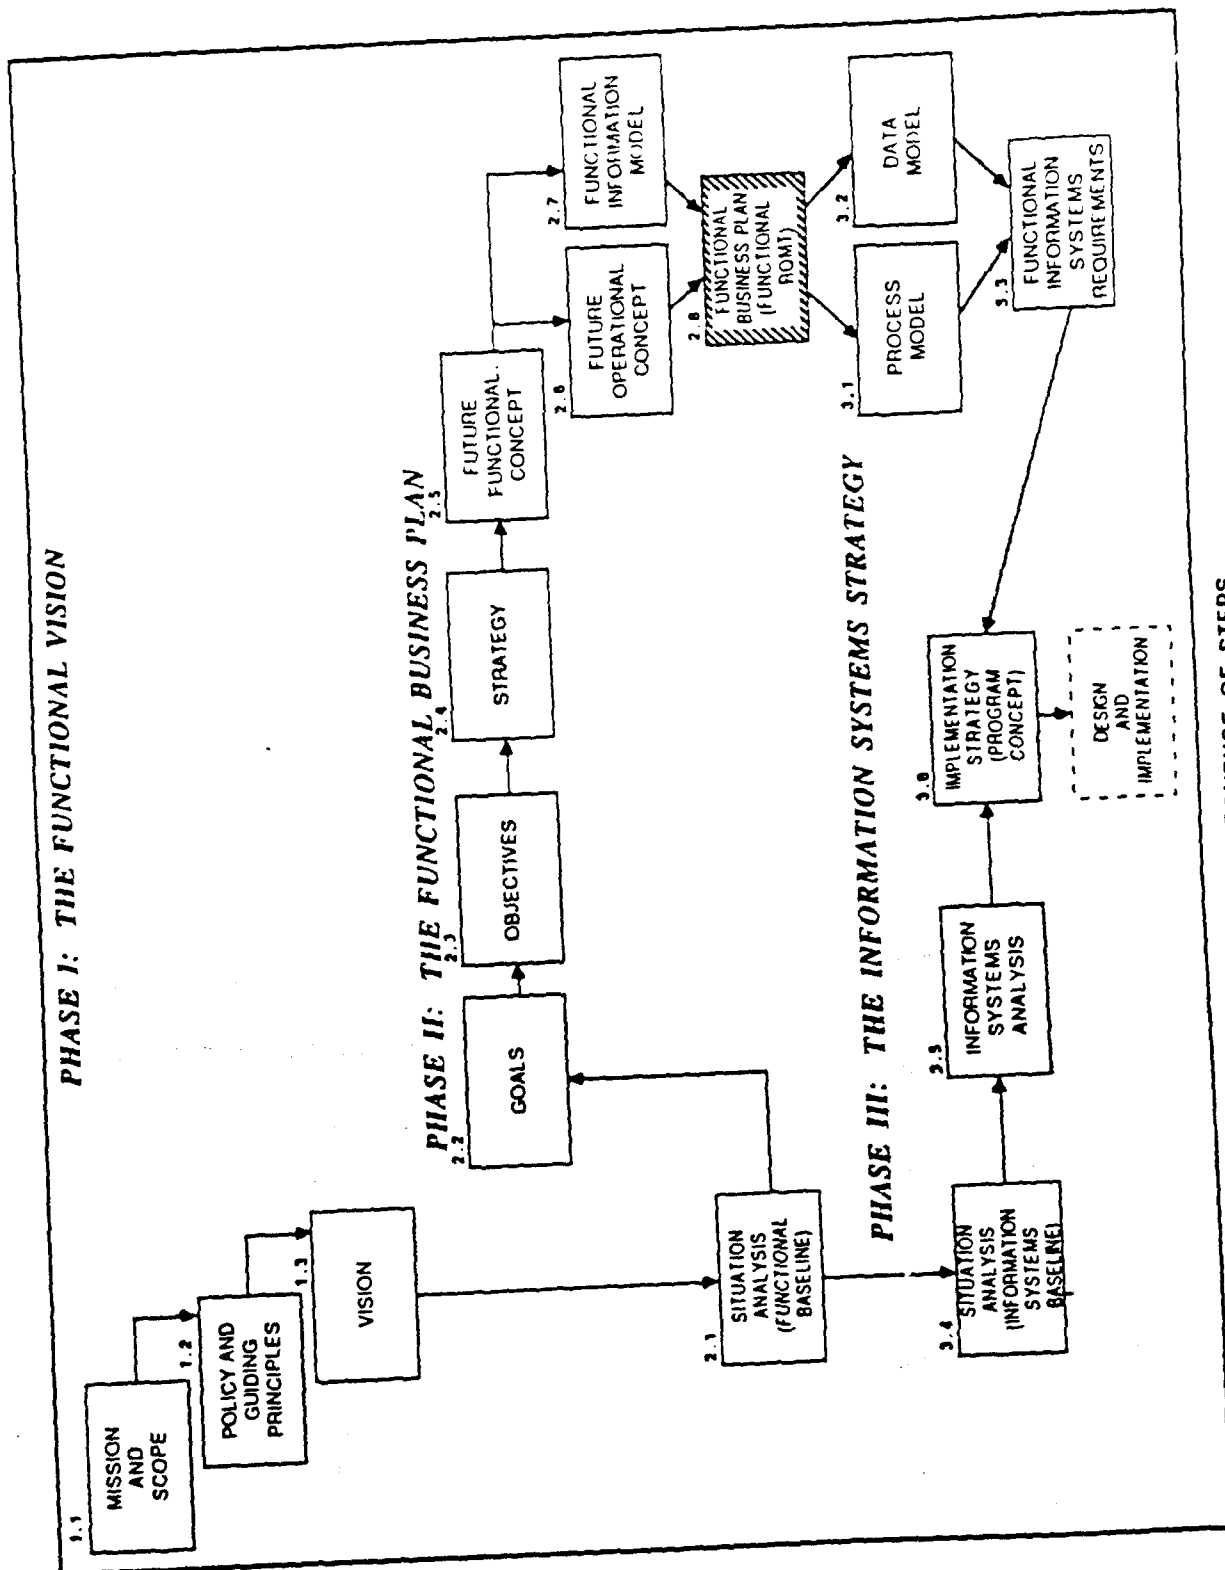 PHASE I: THE FUNCTIONAL VISION
1.1
MISSION
AND
SCOPE
1.2
POLICY AND
GUIDING
PRINCIPLES
1.3
VISION
PHASE II: THE FUNCTIONAL BUSINESS PLAN
2.1
SITUATION
ANALYSIS
(FUNCTIONAL
BASELINE)
2.2
GOALS
2.3
OBJECTIVES
2.4
STRATEGY
2.5
FUTURE
FUNCTIONAL
CONCEPT
2.6
FUTURE
OPERATIONAL
CONCEPT
2.7
FUNCTIONAL
INFORMATION
MODEL
2.8
FUNCTIONAL
BUSINESS PLAN
(FUNCTIONAL
RQMT)
PHASE III: THE INFORMATION SYSTEMS STRATEGY
3.1
PROCESS
MODEL
3.2
DATA
MODEL
3.3
FUNCTIONAL
INFORMATION
SYSTEMS
REQUIREMENTS
3.4
SITUATION
ANALYSIS
(INFORMATION
SYSTEMS
BASELINE)
3.5
INFORMATION
SYSTEMS
ANALYSIS
3.6
IMPLEMENTATION
STRATEGY
(PROGRAM
CONCEPT)
DESIGN
AND
IMPLEMENTATION
OF STEPS